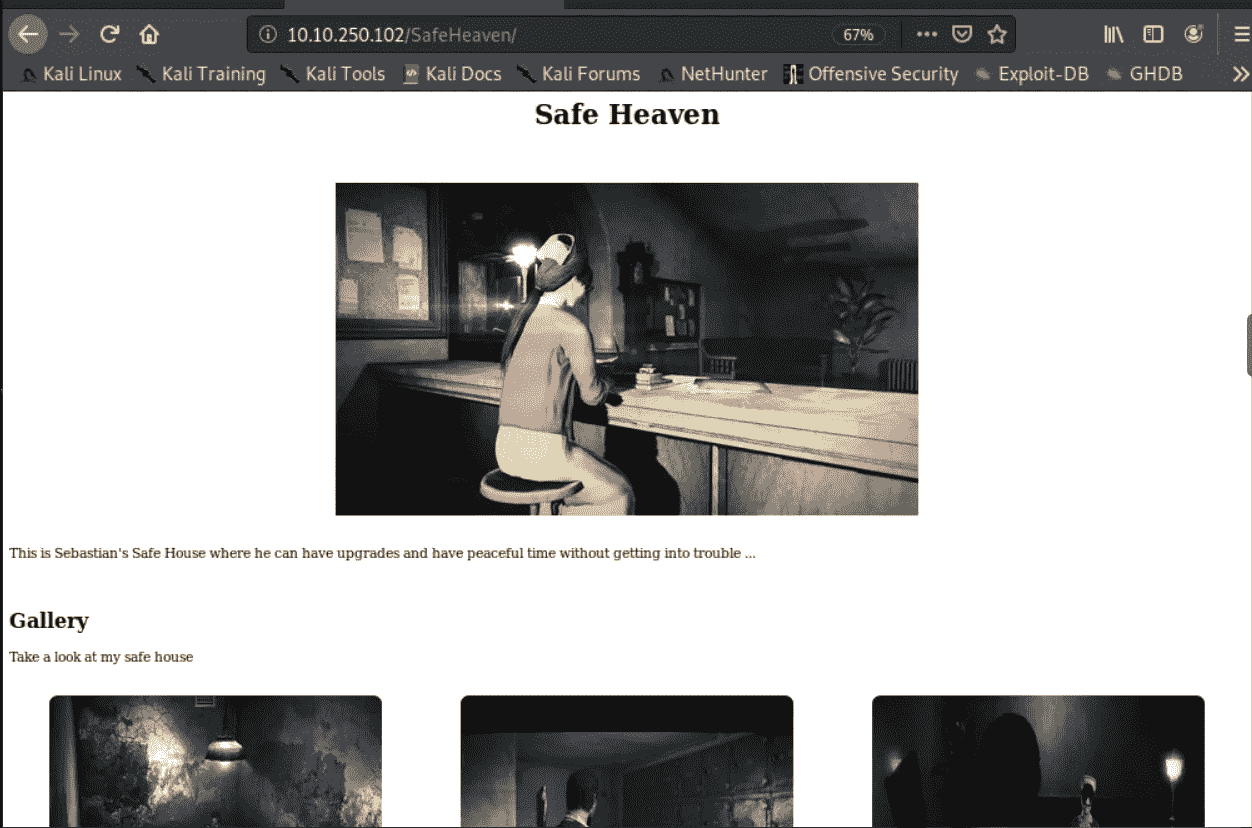 10.10.250.102/SafeHeaven/ 67%
Kali Linux Kali Training Kali Tools Kali Docs Kali Forums NetHunter Offensive Security Exploit-DB GHDB
Safe Heaven
This is Sebastian's Safe House where he can have upgrades and have peaceful time without getting into trouble ...
Gallery
Take a look at my safe house